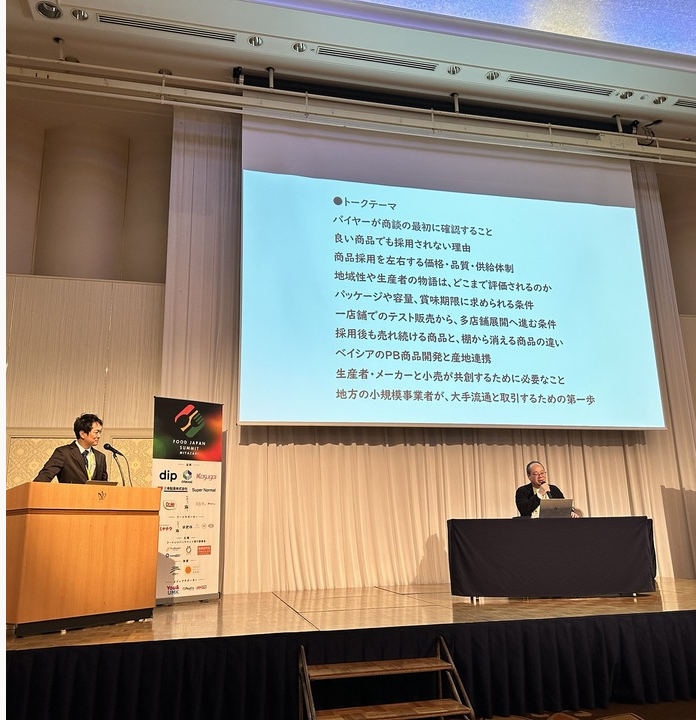 ●トークテーマ
バイヤーが商談の最初に確認すること
良い商品でも採用されない理由
商品採用を左右する価格・品質・供給体制
地域性や生産者の物語は、どこまで評価されるのか
パッケージや容量、賞味期限に求められる条件
一店舗でのテスト販売から、多店舗展開へ進む条件
採用後も売れ続ける商品と、棚から消える商品の違い
ベイシアのPB商品開発と産地連携
生産者・メーカーと小売が共創するために必要なこと
地方の小規模事業者が、大手流通と取引するための第一歩
FOOD JAPAN
SUMMIT
MIYAZAKI
dip
Super Normal
You&
UMK